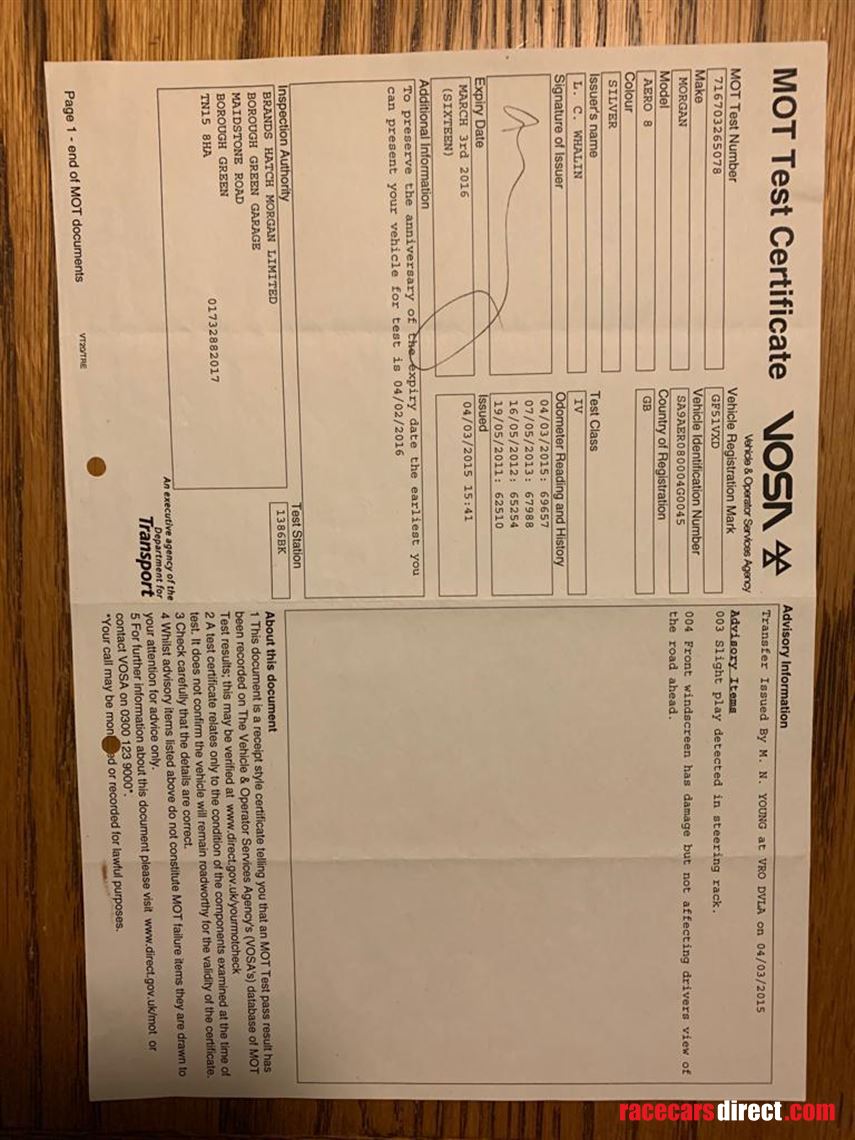 MOT Test Certificate
VOSA
Vehicle & Operator Services Agency
MOT Test Number
716703265078
Vehicle Registration Mark
GF51VXD
Make
MORGAN
Vehicle Identification Number
SA9AER080004G0045
Model
AERO 8
Country of Registration
GB
Colour
SILVER
Issuer's name
L. C. WHALIN
Test Class
IV
Signature of Issuer
Odometer Reading and History
04/03/2015: 69657
07/05/2013: 67988
16/05/2012: 65254
19/05/2011: 62510
Expiry Date
MARCH 3rd 2016
(SIXTEEN)
Issued
04/03/2015 15:41
Additional Information
To preserve the anniversary of the expiry date the earliest you
can present your vehicle for test is 04/02/2016
Inspection Authority
BRANDS HATCH MORGAN LIMITED
BOROUGH GREEN GARAGE
MAIDSTONE ROAD
BOROUGH GREEN
TN15 8HA
01732882017
Test Station
1386BK
An executive agency of the
Department for
Transport
Page 1 - end of MOT documents
VT20/TRE
Advisory Information
Transfer Issued By M. N. YOUNG at VRO DVLA on 04/03/2015
Advisory Items
003 Slight play detected in steering rack.
004 Front windscreen has damage but not affecting drivers view of
the road ahead.
About this document
1 This document is a receipt style certificate telling you that an MOT Test pass result has
been recorded on The Vehicle & Operator Services Agency's (VOSA's) database of MOT
Test results; this may be verified at www.direct.gov.uk/yourmotcheck
2 A test certificate relates only to the condition of the components examined at the time of
test. It does not confirm the vehicle will remain roadworthy for the validity of the certificate.
3 Check carefully that the details are correct.
4 Whilst advisory items listed above do not constitute MOT failure items they are drawn to
your attention for advice only.
5 For further information about this document please visit www.direct.gov.uk/mot or
contact VOSA on 0300 123 9000*.
*Your call may be or recorded for lawful purposes.
racecarsdirect.com